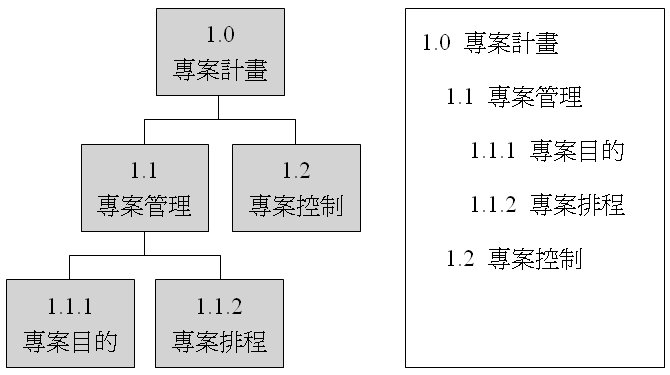 1.0
專案計畫
1.1
專案管理
1.2
專案控制
1.1.1
專案目的
1.1.2
專案排程
1.0 專案計畫
1.1 專案管理
1.1.1 專案目的
1.1.2 專案排程
1.2 專案控制